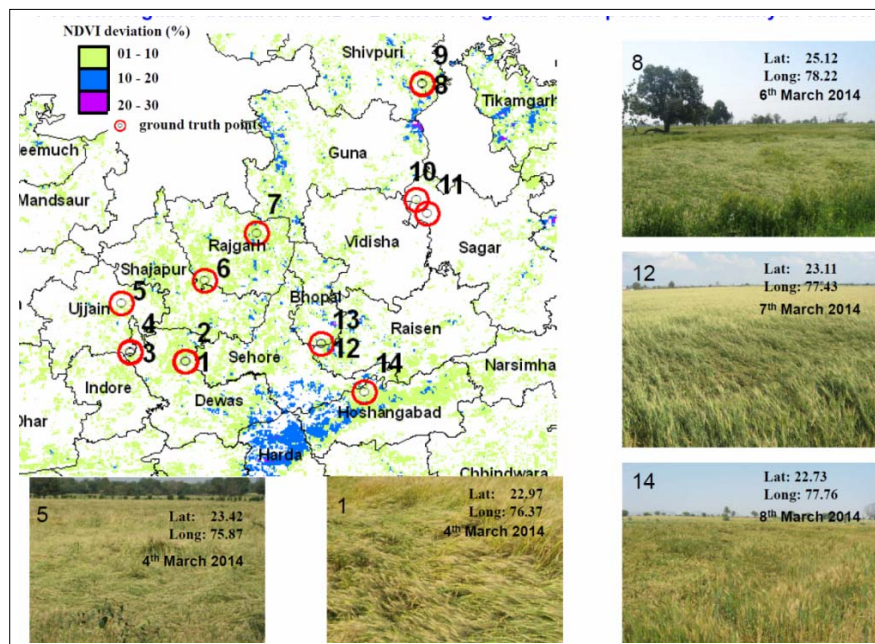 NDVI deviation (%)
01 - 10
10 - 20
20 - 30
ground truth points
Shivpuri
9
8
Tikamgarh
eemuch
Guna
Mandsaur
10
11
7
Rajgarh
Vidisha
Sagar
Shajapur
6
5
Ujjain
Bhopal
4
13
Raisen
2
3
1
Sehore
12
14
Narsimha
Indore
Dewas
Hoshangabad
Dhar
Harda
Chhindwara
8
Lat: 25.12
Long: 78.22
6th March 2014
12
Lat: 23.11
Long: 77.43
7th March 2014
14
Lat: 22.73
Long: 77.76
8th March 2014
5
Lat: 23.42
Long: 75.87
4th March 2014
1
Lat: 22.97
Long: 76.37
4th March 2014